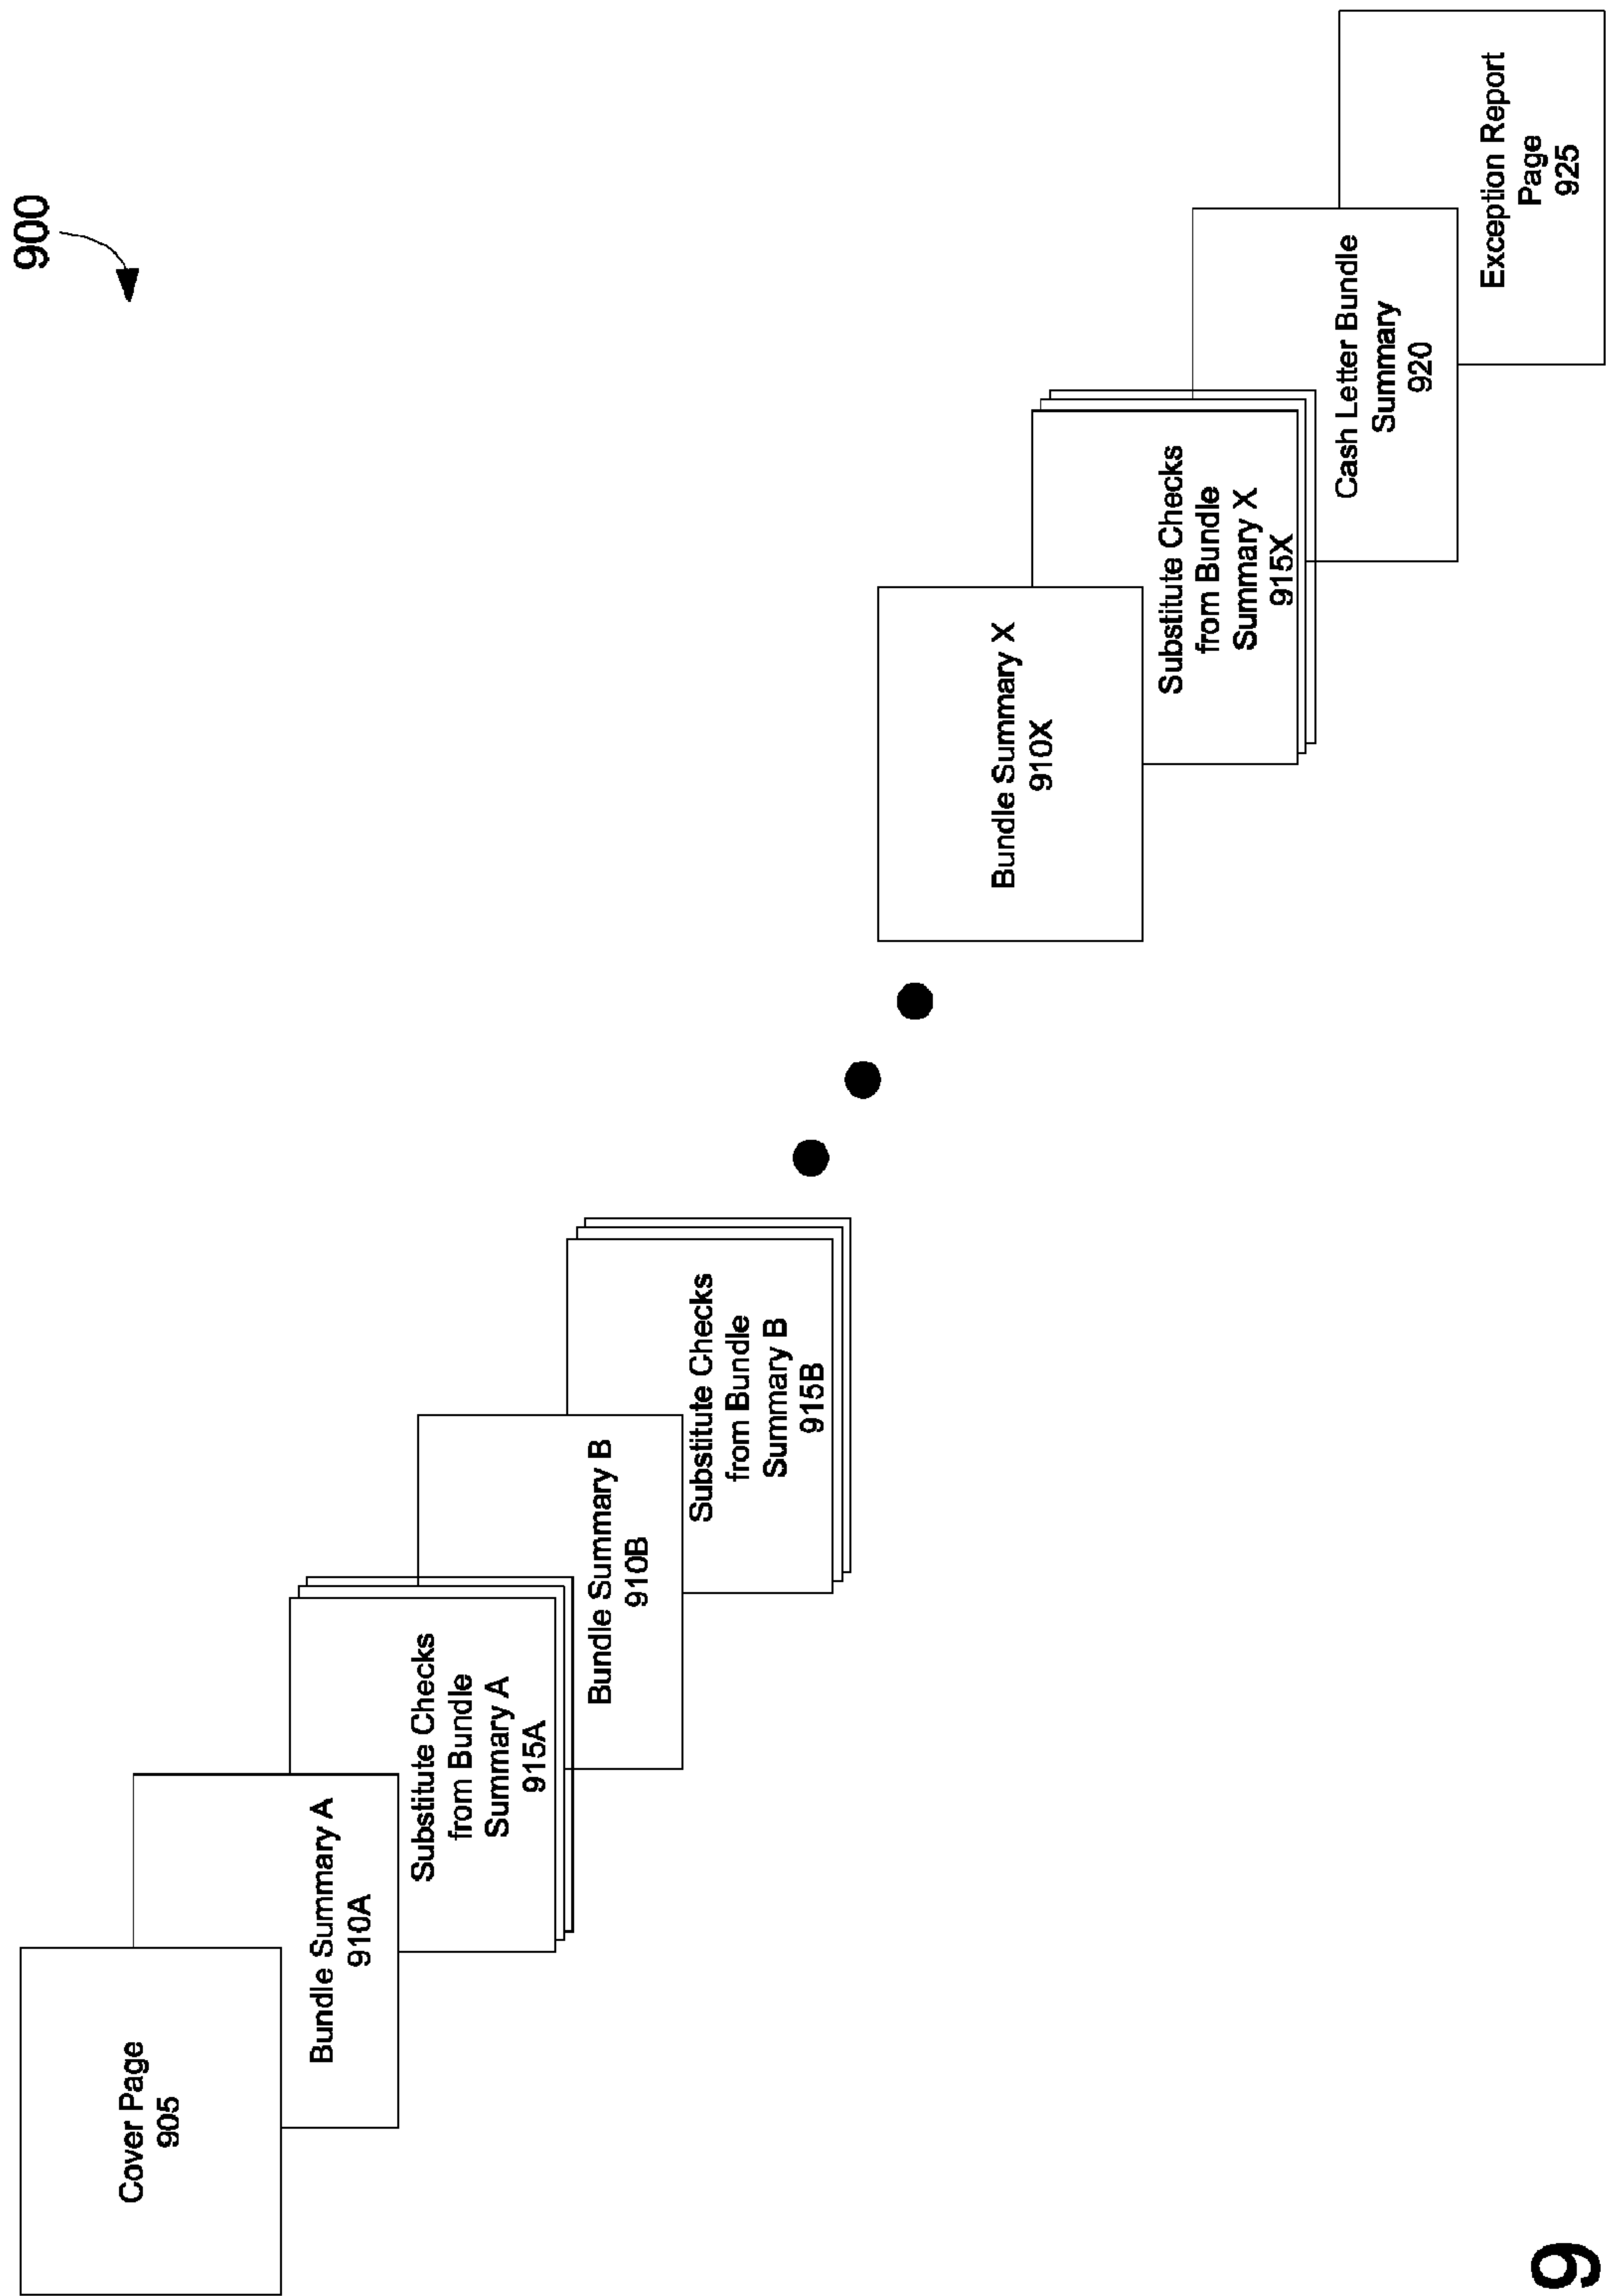 900
Cover Page
905
Bundle Summary A
910A
Substitute Checks
from Bundle
Summary A
915A
Bundle Summary B
910B
Substitute Checks
from Bundle
Summary B
915B
Bundle Summary X
910X
Substitute Checks
from Bundle
Summary X
915X
Cash Letter Bundle
Summary
920
Exception Report
Page
925
9